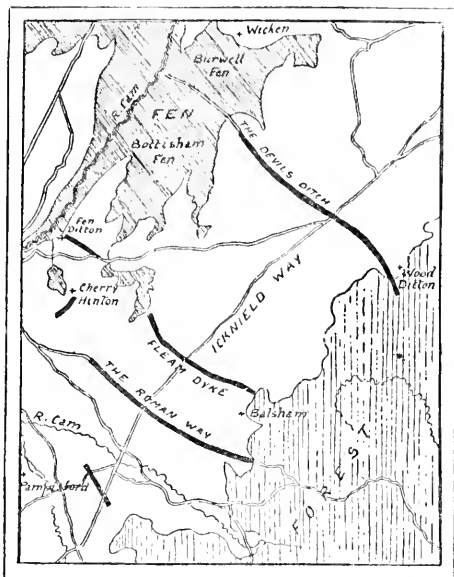 Wicken
Burwell
Fen
R. Cam
FEN
Bottisham
Fen
THE DEVILS DITCH
Fen
Ditton
Wood
Ditton
Cherry
Hinton
ICKNIELD WAY
FLEAM DYKE
THE ROMAN WAY
Balsham
R. Cam
Pampisford
FOREST